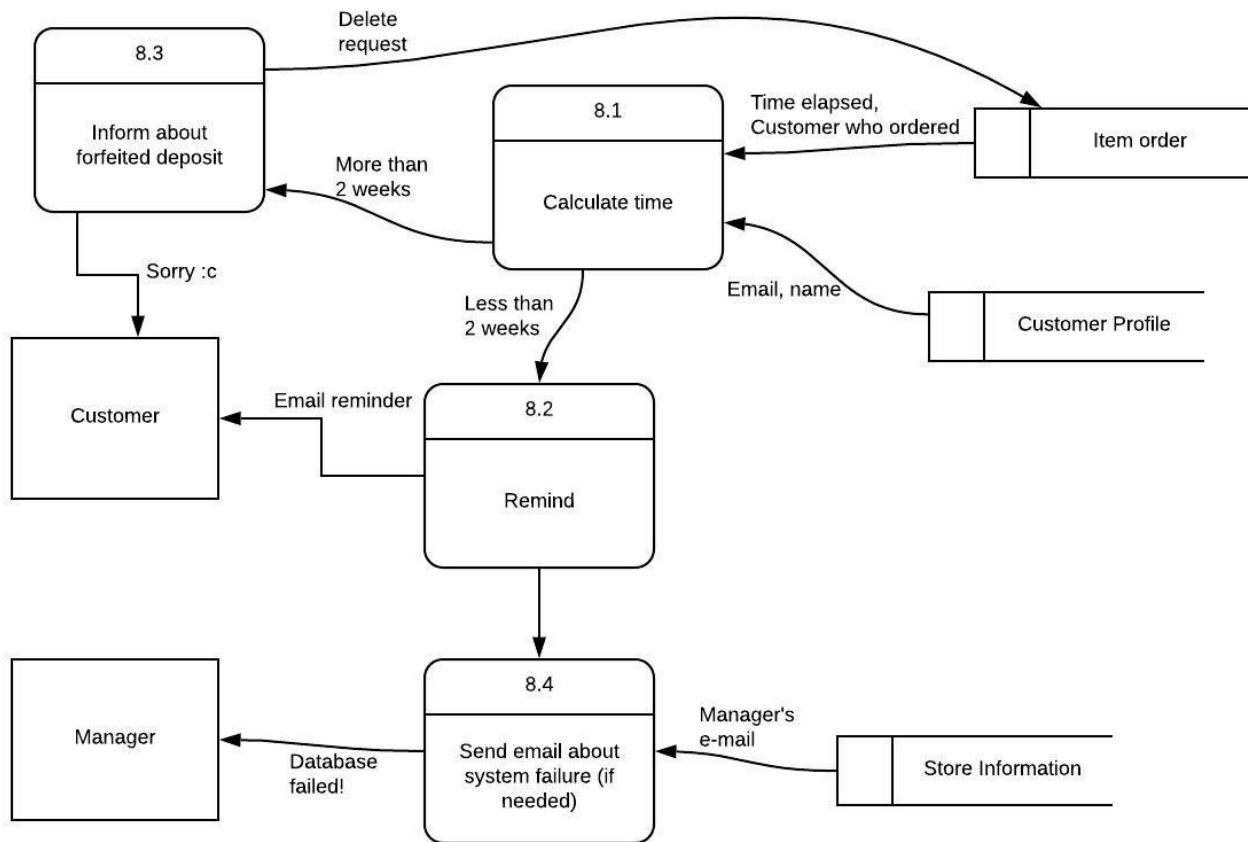 Delete
request
8.3
Inform about
forfeited deposit
8.1
Calculate time
Time elapsed,
Customer who ordered
Item order
More than
2 weeks
Email, name
Customer Profile
Sorry :c
Less than
2 weeks
Customer
Email reminder
8.2
Remind
Manager
Database
failed!
8.4
Send email about
system failure (if
needed)
Manager's
e-mail
Store Information